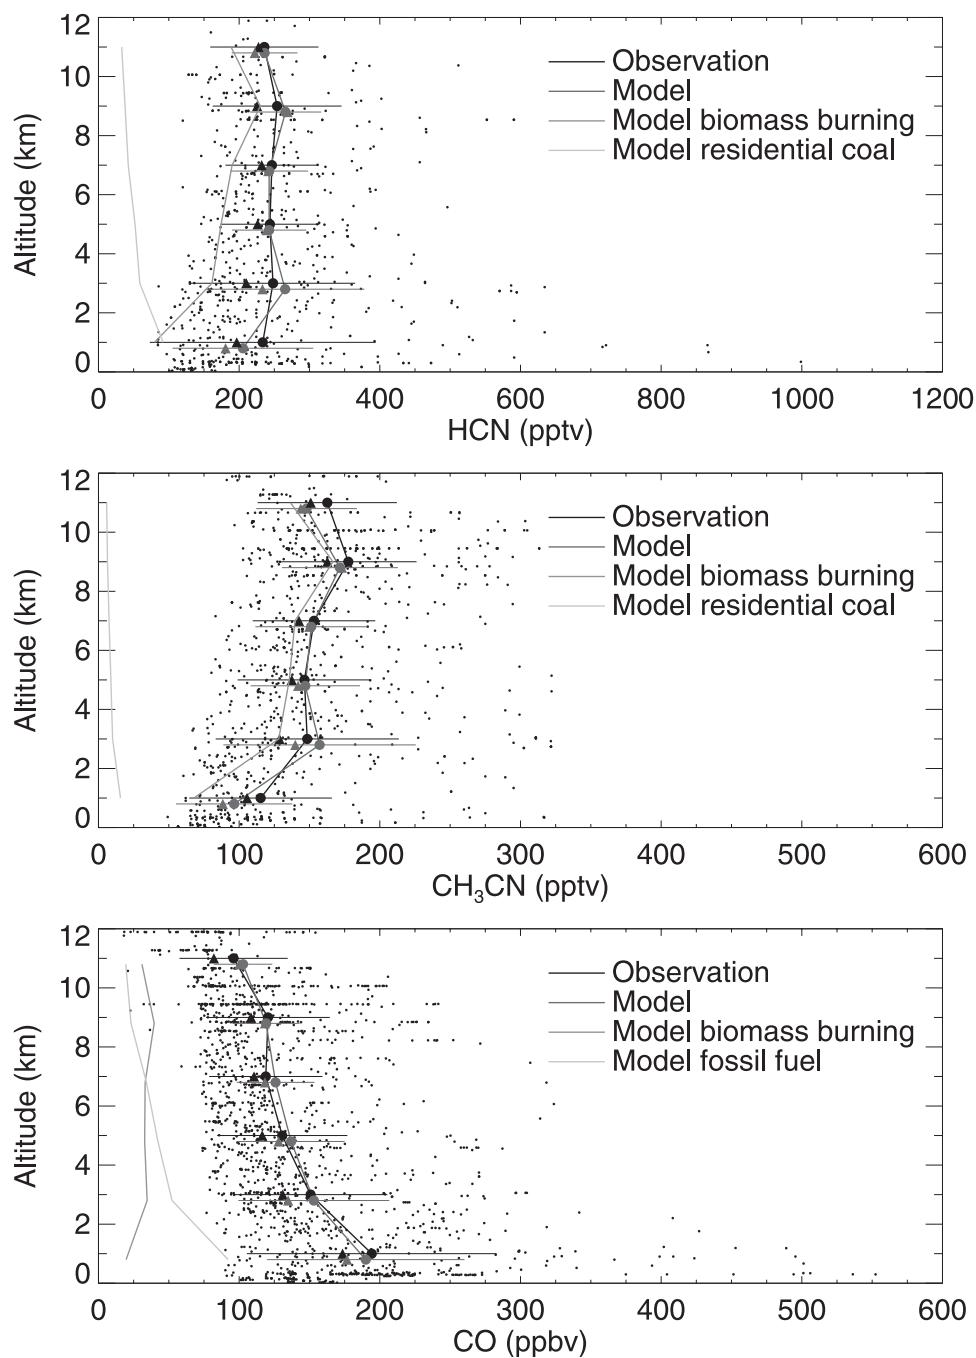 12
10
8
6
4
2
0
Altitude (km)
Observation
Model
Model biomass burning
Model residential coal
0 200 400 600 800 1000 1200
HCN (pptv)
12
10
8
6
4
2
0
Altitude (km)
Observation
Model
Model biomass burning
Model residential coal
0 100 200 300 400 500 600
CH₃CN (pptv)
12
10
8
6
4
2
0
Altitude (km)
Observation
Model
Model biomass burning
Model fossil fuel
0 100 200 300 400 500 600
CO (ppbv)